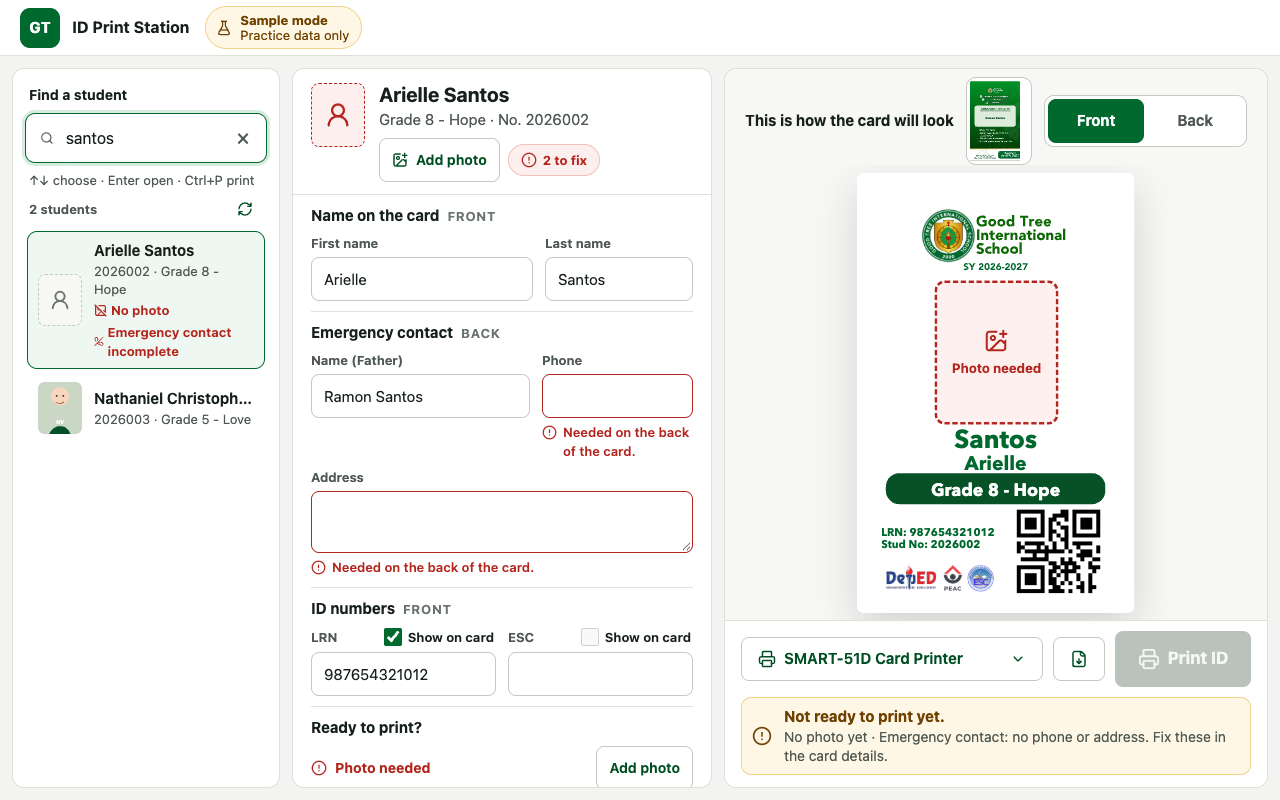 GT
ID Print Station
Sample mode
Practice data only
Find a student
santos
↑↓ choose · Enter open · Ctrl+P print
2 students
Arielle Santos
2026002 · Grade 8 -
Hope
No photo
Emergency contact
incomplete
Nathaniel Christoph...
2026003 · Grade 5 - Love
Arielle Santos
Grade 8 - Hope · No. 2026002
Add photo
2 to fix
Name on the card FRONT
First name
Last name
Arielle
Santos
Emergency contact BACK
Name (Father)
Phone
Ramon Santos
Needed on the back
of the card.
Address
Needed on the back of the card.
ID numbers FRONT
LRN
Show on card
ESC
Show on card
987654321012
Ready to print?
Photo needed
Add photo
This is how the card will look
Front
Back
Good Tree
International
School
SY 2026-2027
Photo needed
Santos
Arielle
Grade 8 - Hope
LRN: 987654321012
Stud No: 2026002
DepED
PEAC
ESC
SMART-51D Card Printer
Print ID
Not ready to print yet.
No photo yet · Emergency contact: no phone or address. Fix these in
the card details.